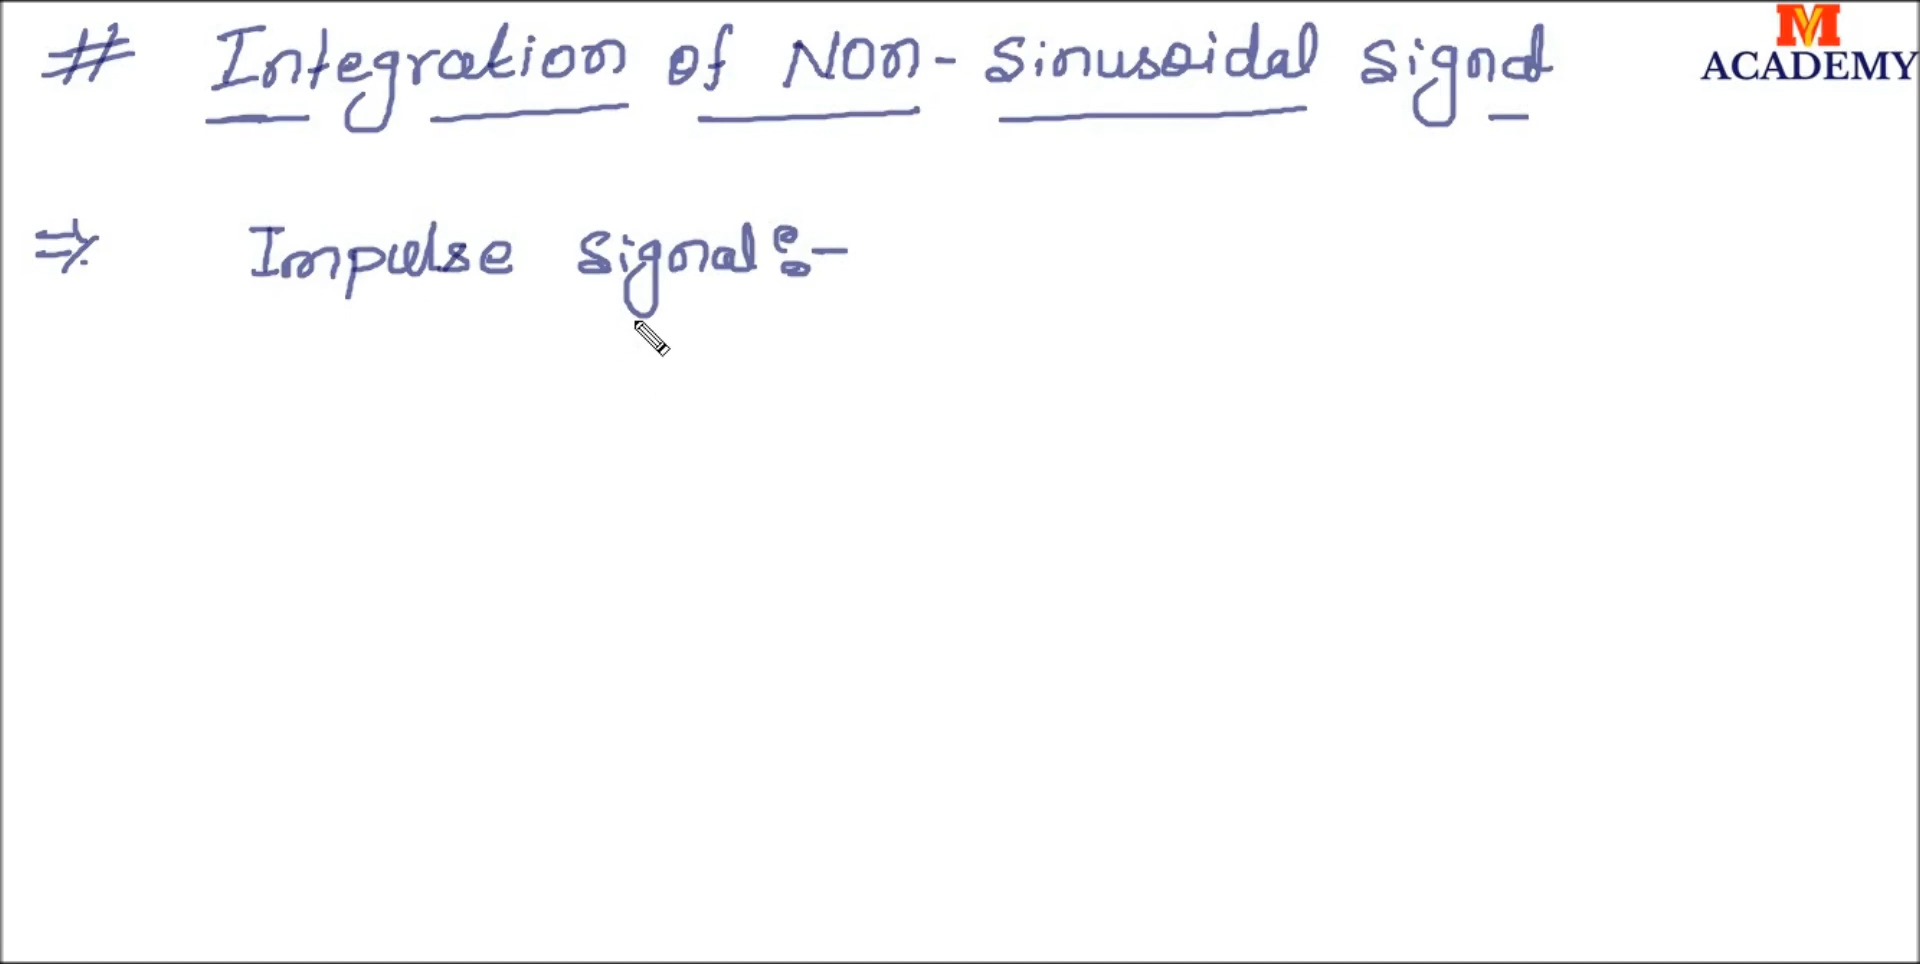 # Integration of Non-Sinusoidal Signal
M
ACADEMY
⇒ Impulse Signal:-